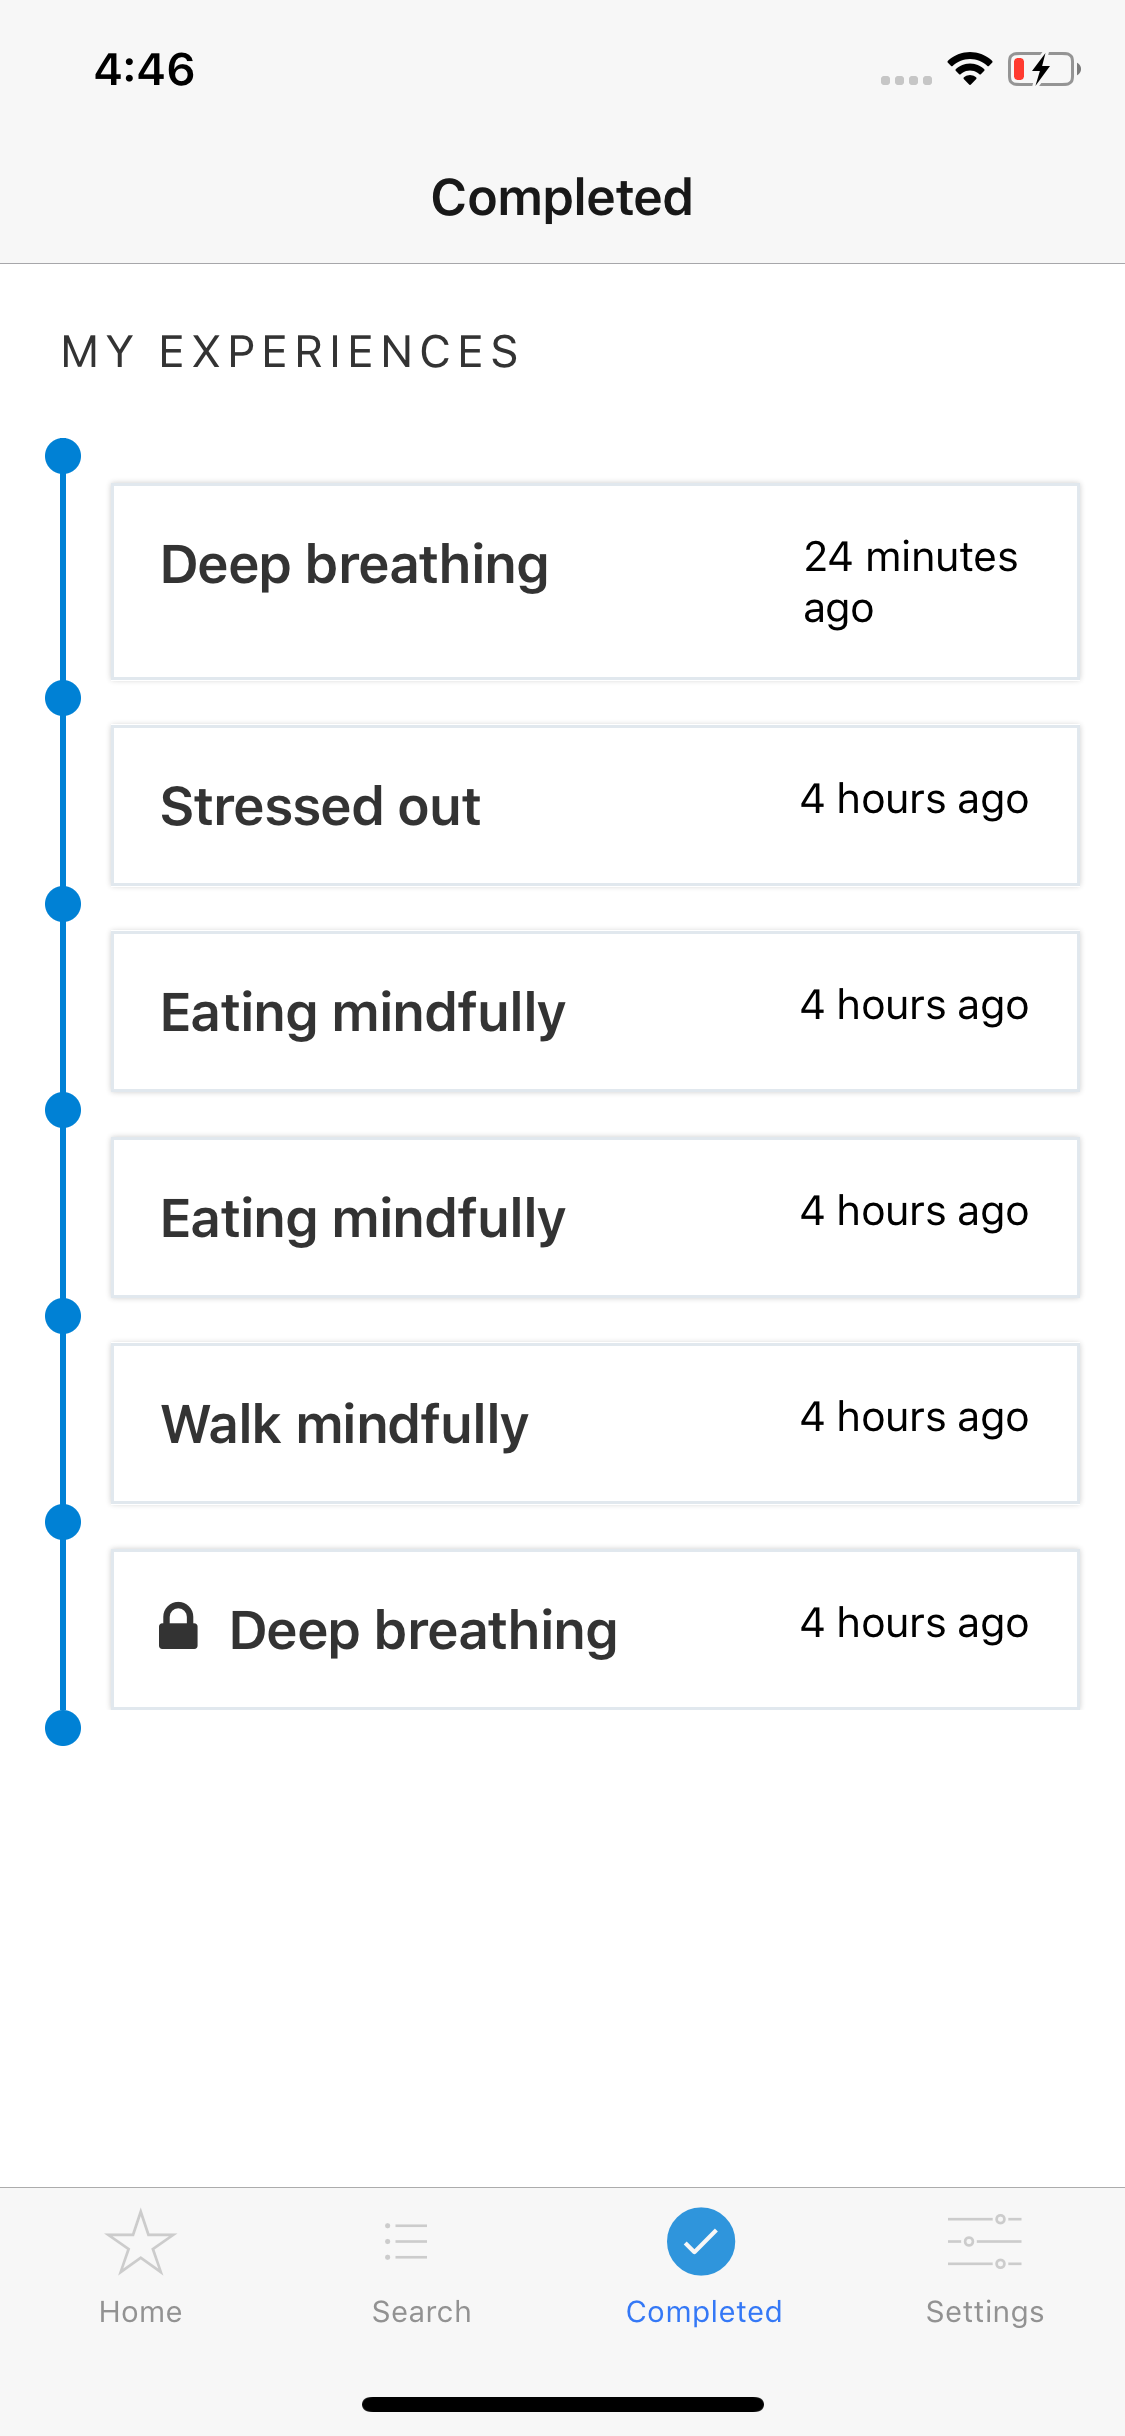 4:46
Completed
MY EXPERIENCES
Deep breathing
24 minutes
ago
Stressed out
4 hours ago
Eating mindfully
4 hours ago
Eating mindfully
4 hours ago
Walk mindfully
4 hours ago
Deep breathing
4 hours ago
Home
Search
Completed
Settings